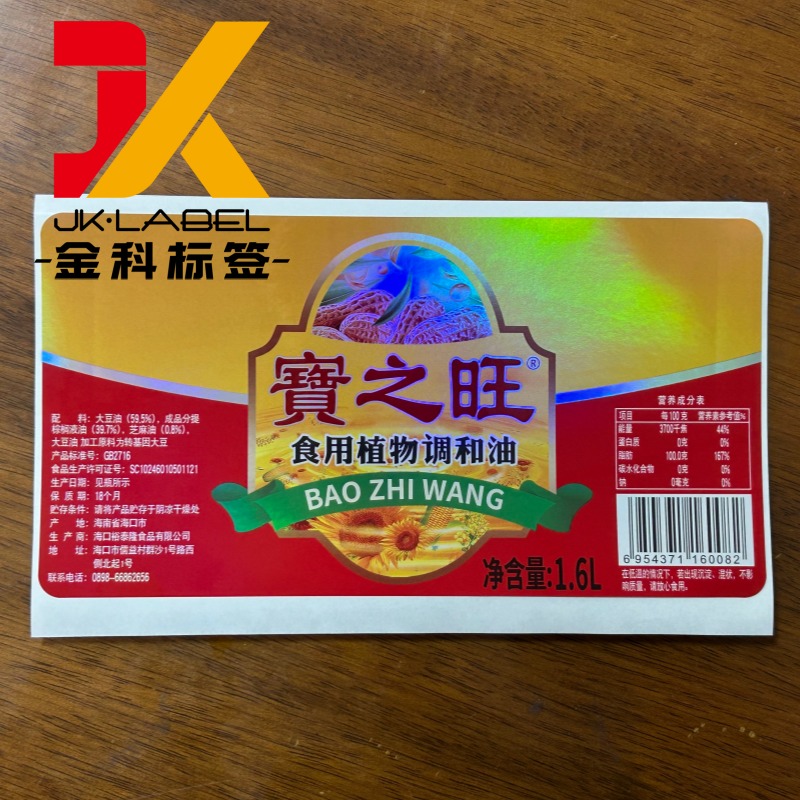 JK·LABEL
-金科标签-
寶之旺®
食用植物调和油
BAO ZHI WANG
净含量:1.6L
配 料: 大豆油 (59.5%), 成品分提
棕榈液油 (39.7%), 芝麻油 (0.8%),
大豆油 加工原料为转基因大豆
产品标准号: GB2716
食品生产许可证号: SC10246010501121
生产日期: 见瓶所示
保 质 期: 18个月
贮存条件: 请将产品贮存于阴凉干燥处
产 地: 海南省海口市
生 产 商: 海口裕泰隆食品有限公司
地 址: 海口市儒益村群沙1号路西
侧北起1号
联系电话: 0898-66862656
营养成分表
项目 每100克 营养素参考值%
能量 3700千焦 44%
蛋白质 0克 0%
脂肪 100.0克 167%
碳水化合物 0克 0%
钠 0毫克 0%
6 954371 160082
在低温的情况下, 若出现沉淀、混状, 不影
响质量, 请放心食用。